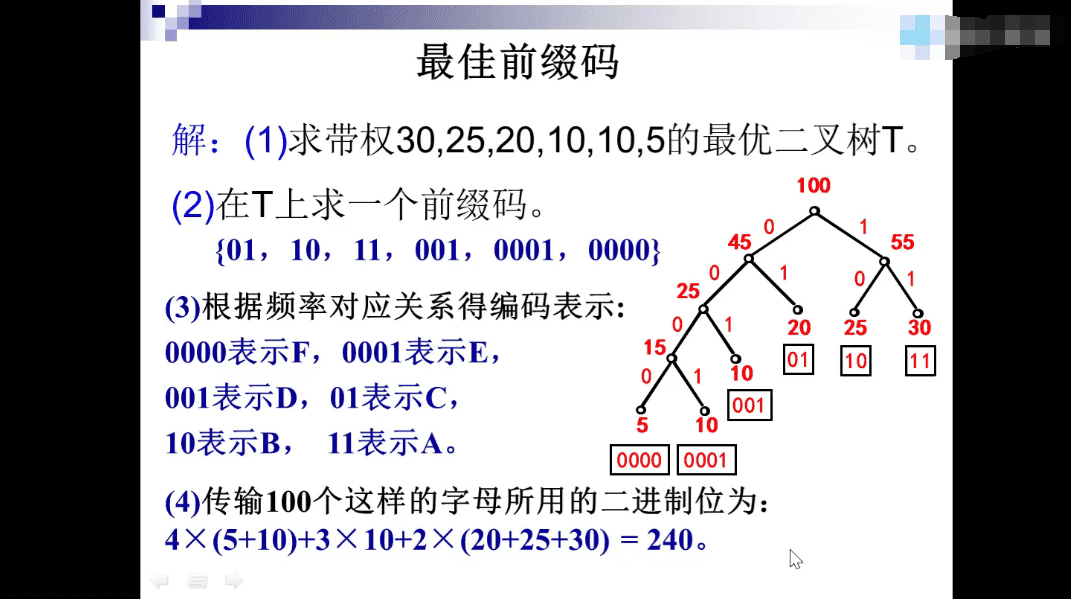 最佳前缀码
解：(1)求带权30,25,20,10,10,5的最优二叉树T。
(2)在T上求一个前缀码。
{01，10，11，001，0001，0000}
(3)根据频率对应关系得编码表示：
0000表示F，0001表示E，
001表示D，01表示C，
10表示B， 11表示A。
(4)传输100个这样的字母所用的二进制位为：
4×(5+10)+3×10+2×(20+25+30) = 240。
100
0 1
45 55
0 1 0 1
25 20 25 30
01 10 11
0 1
15 10
001
0 1
5 10
0000 0001